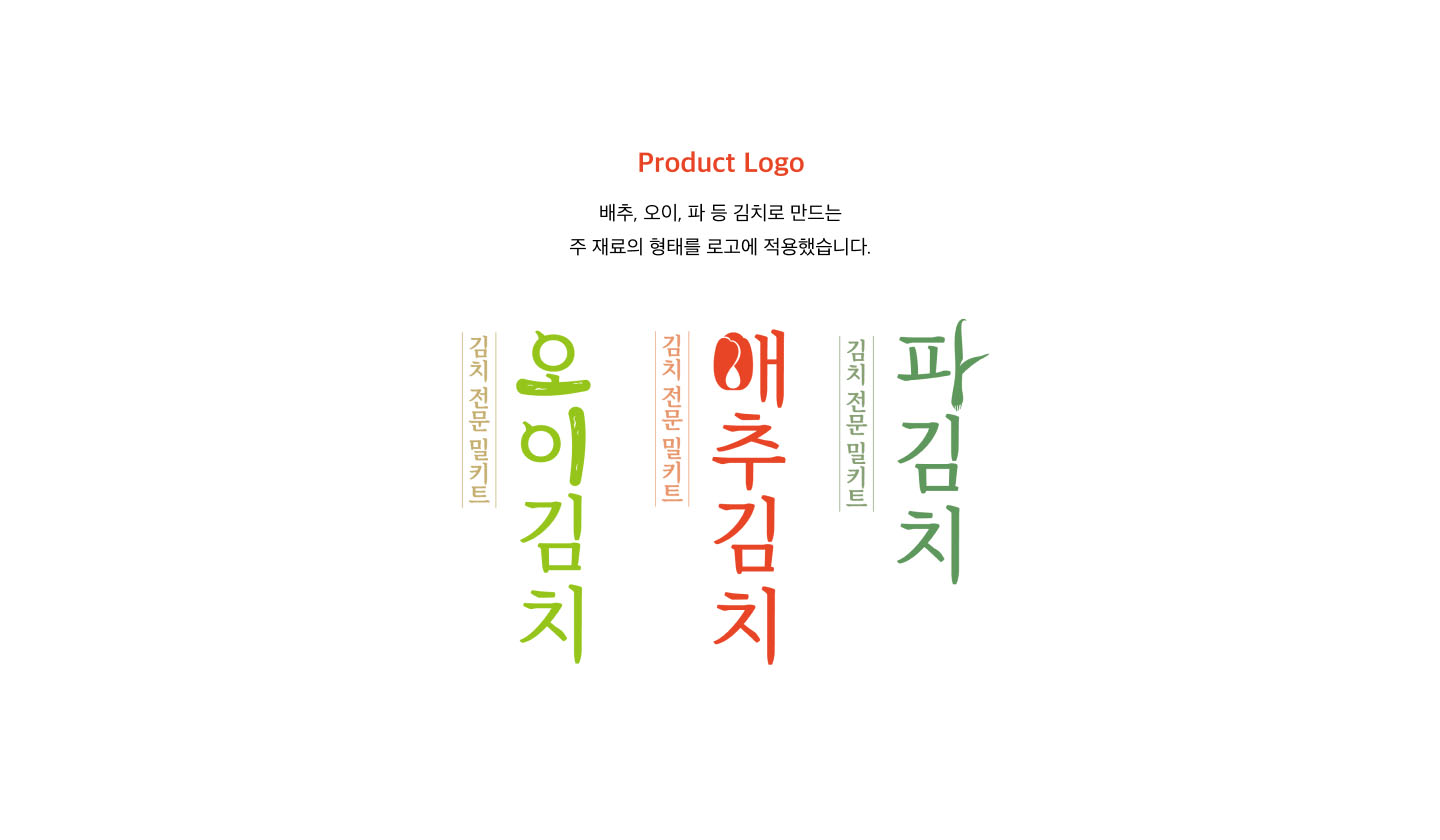 Product Logo
배추, 오이, 파 등 김치로 만드는
주 재료의 형태를 로고에 적용했습니다.
김치 전문 밀키트
오이김치
김치 전문 밀키트
배추김치
김치 전문 밀키트
파김치